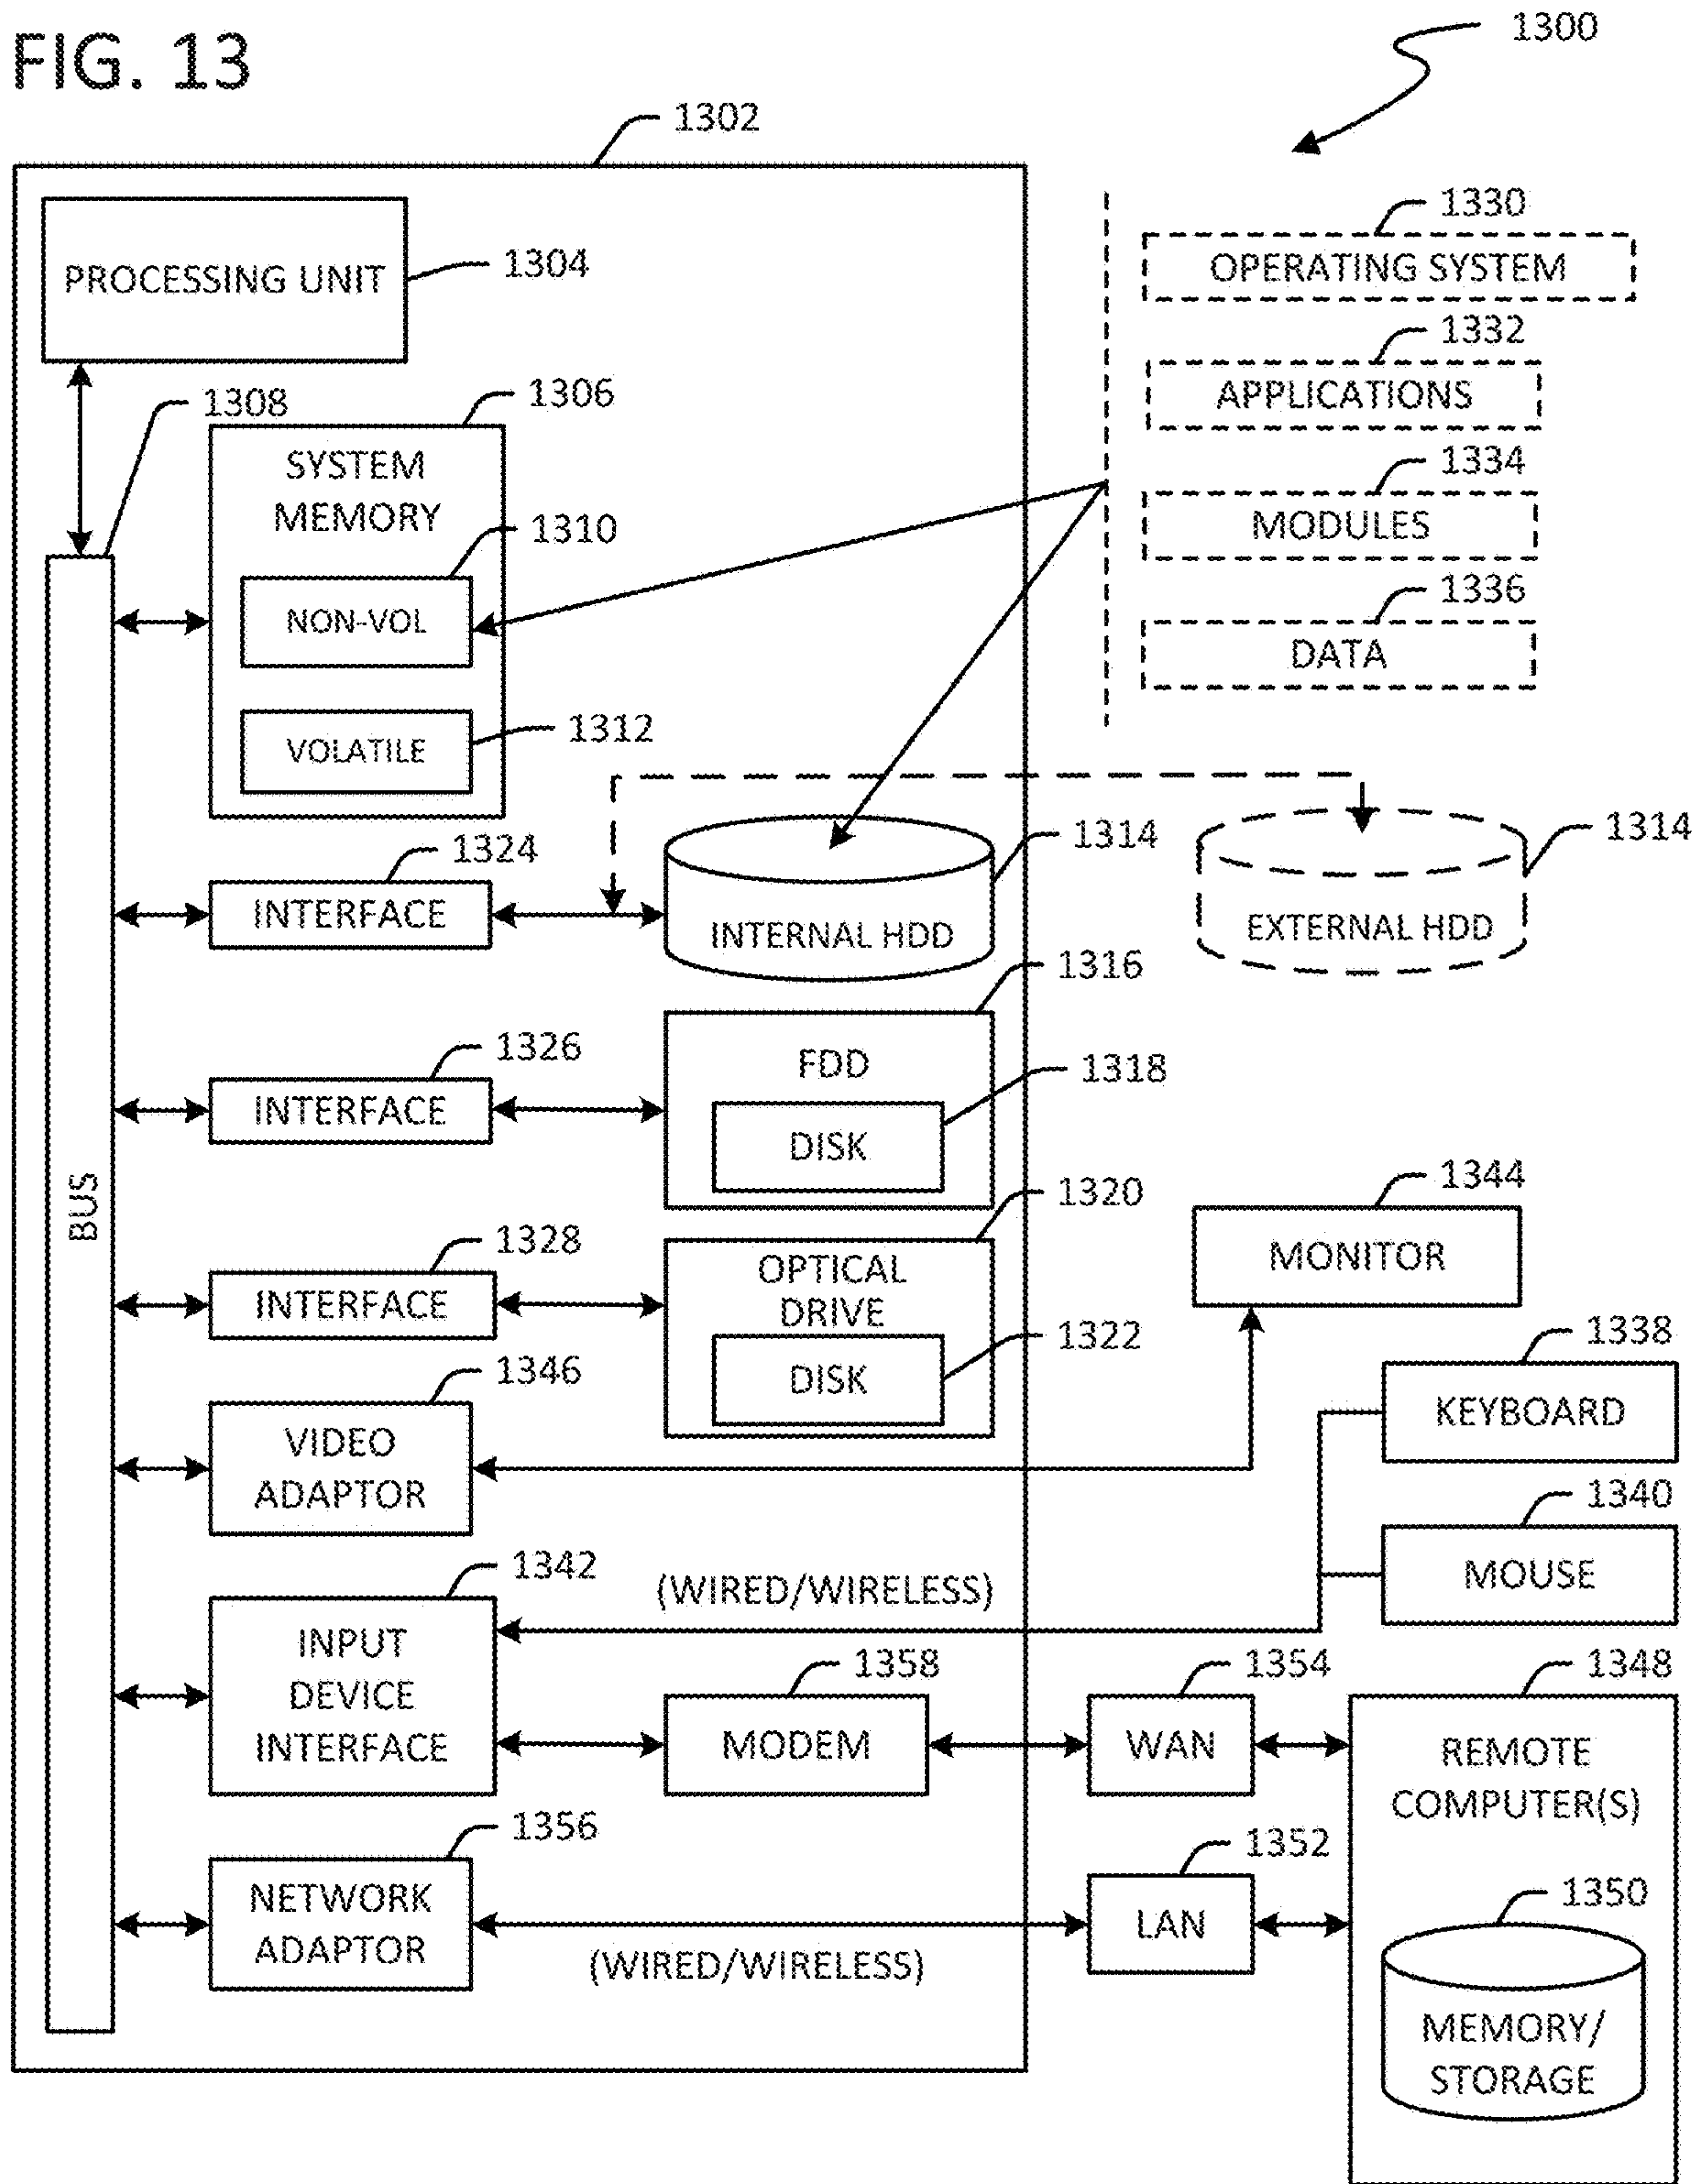 FIG. 13
1300
1302
PROCESSING UNIT
1304
1330
OPERATING SYSTEM
1332
APPLICATIONS
1334
MODULES
1336
DATA
1308
1306
SYSTEM
MEMORY
1310
NON-VOL
1312
VOLATILE
BUS
1324
INTERFACE
1314
INTERNAL HDD
1314
EXTERNAL HDD
1326
INTERFACE
1316
FDD
1318
DISK
1328
INTERFACE
1320
OPTICAL
DRIVE
1322
DISK
1344
MONITOR
1346
VIDEO
ADAPTOR
1338
KEYBOARD
1340
MOUSE
1342
INPUT
DEVICE
INTERFACE
(WIRED/WIRELESS)
1358
MODEM
1354
WAN
1348
REMOTE
COMPUTER(S)
1356
NETWORK
ADAPTOR
(WIRED/WIRELESS)
1352
LAN
1350
MEMORY/
STORAGE